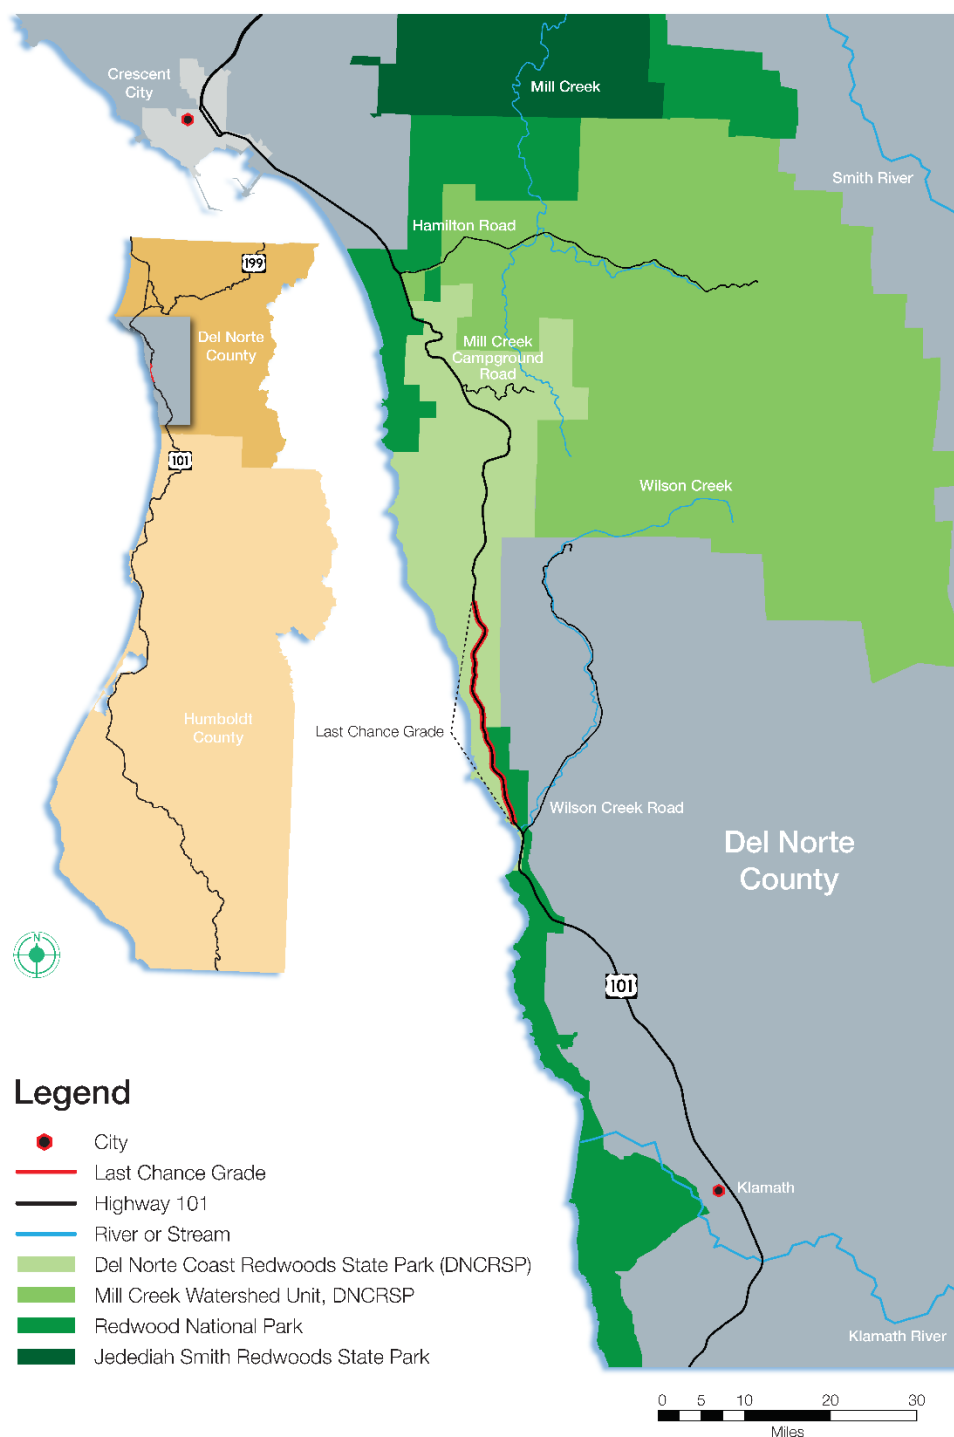 Crescent
City
Mill Creek
Smith River
Hamilton Road
199
Del Norte
County
Mill Creek
Campground
Road
101
Wilson Creek
Humboldt
County
Last Chance Grade
Wilson Creek Road
Del Norte
County
N
101
Legend
City
Last Chance Grade
Highway 101
River or Stream
Del Norte Coast Redwoods State Park (DNCRSP)
Mill Creek Watershed Unit, DNCRSP
Redwood National Park
Jedediah Smith Redwoods State Park
Klamath
Klamath River
0 5 10 20 30
Miles